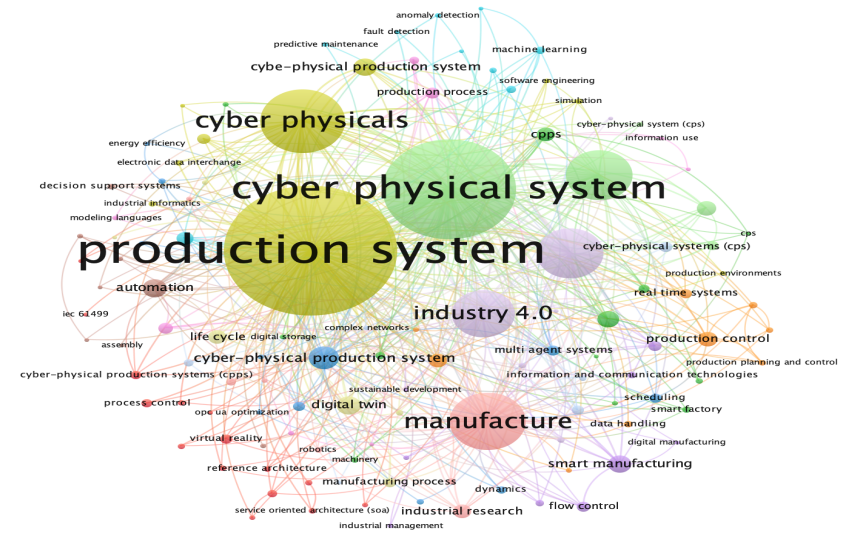 anomaly detection
fault detection
predictive maintenance
machine learning
cybe-physical production system
software engineering
production process
simulation
cyber physicals
cyber-physical system (cps)
cpps
information use
energy efficiency
electronic data interchange
decision support systems
cyber physical system
industrial informatics
modeling languages
cps
production system
cyber-physical systems (cps)
production environments
automation
real time systems
iec 61499
industry 4.0
complex networks
life cycle
digital storage
production control
assembly
multi agent systems
cyber-physical production system
production planning and control
cyber-physical production systems (cpps)
information and communication technologies
sustainable development
scheduling
process control
digital twin
smart factory
ope ua optimization
manufacture
data handling
virtual reality
digital manufacturing
robotics
machinery
smart manufacturing
reference architecture
manufacturing process
dynamics
flow control
service oriented architecture (soa)
industrial research
industrial management